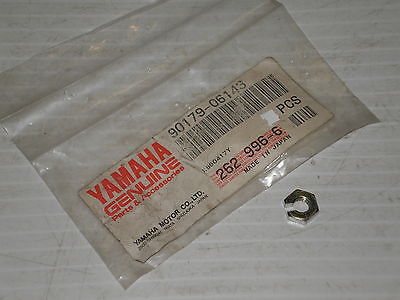 YAMAHA
GENUINE
Parts & Accessories
YAMAHA MOTOR CO., LTD.
90179-06143
PCS
262-996-6
MADE IN JAPAN